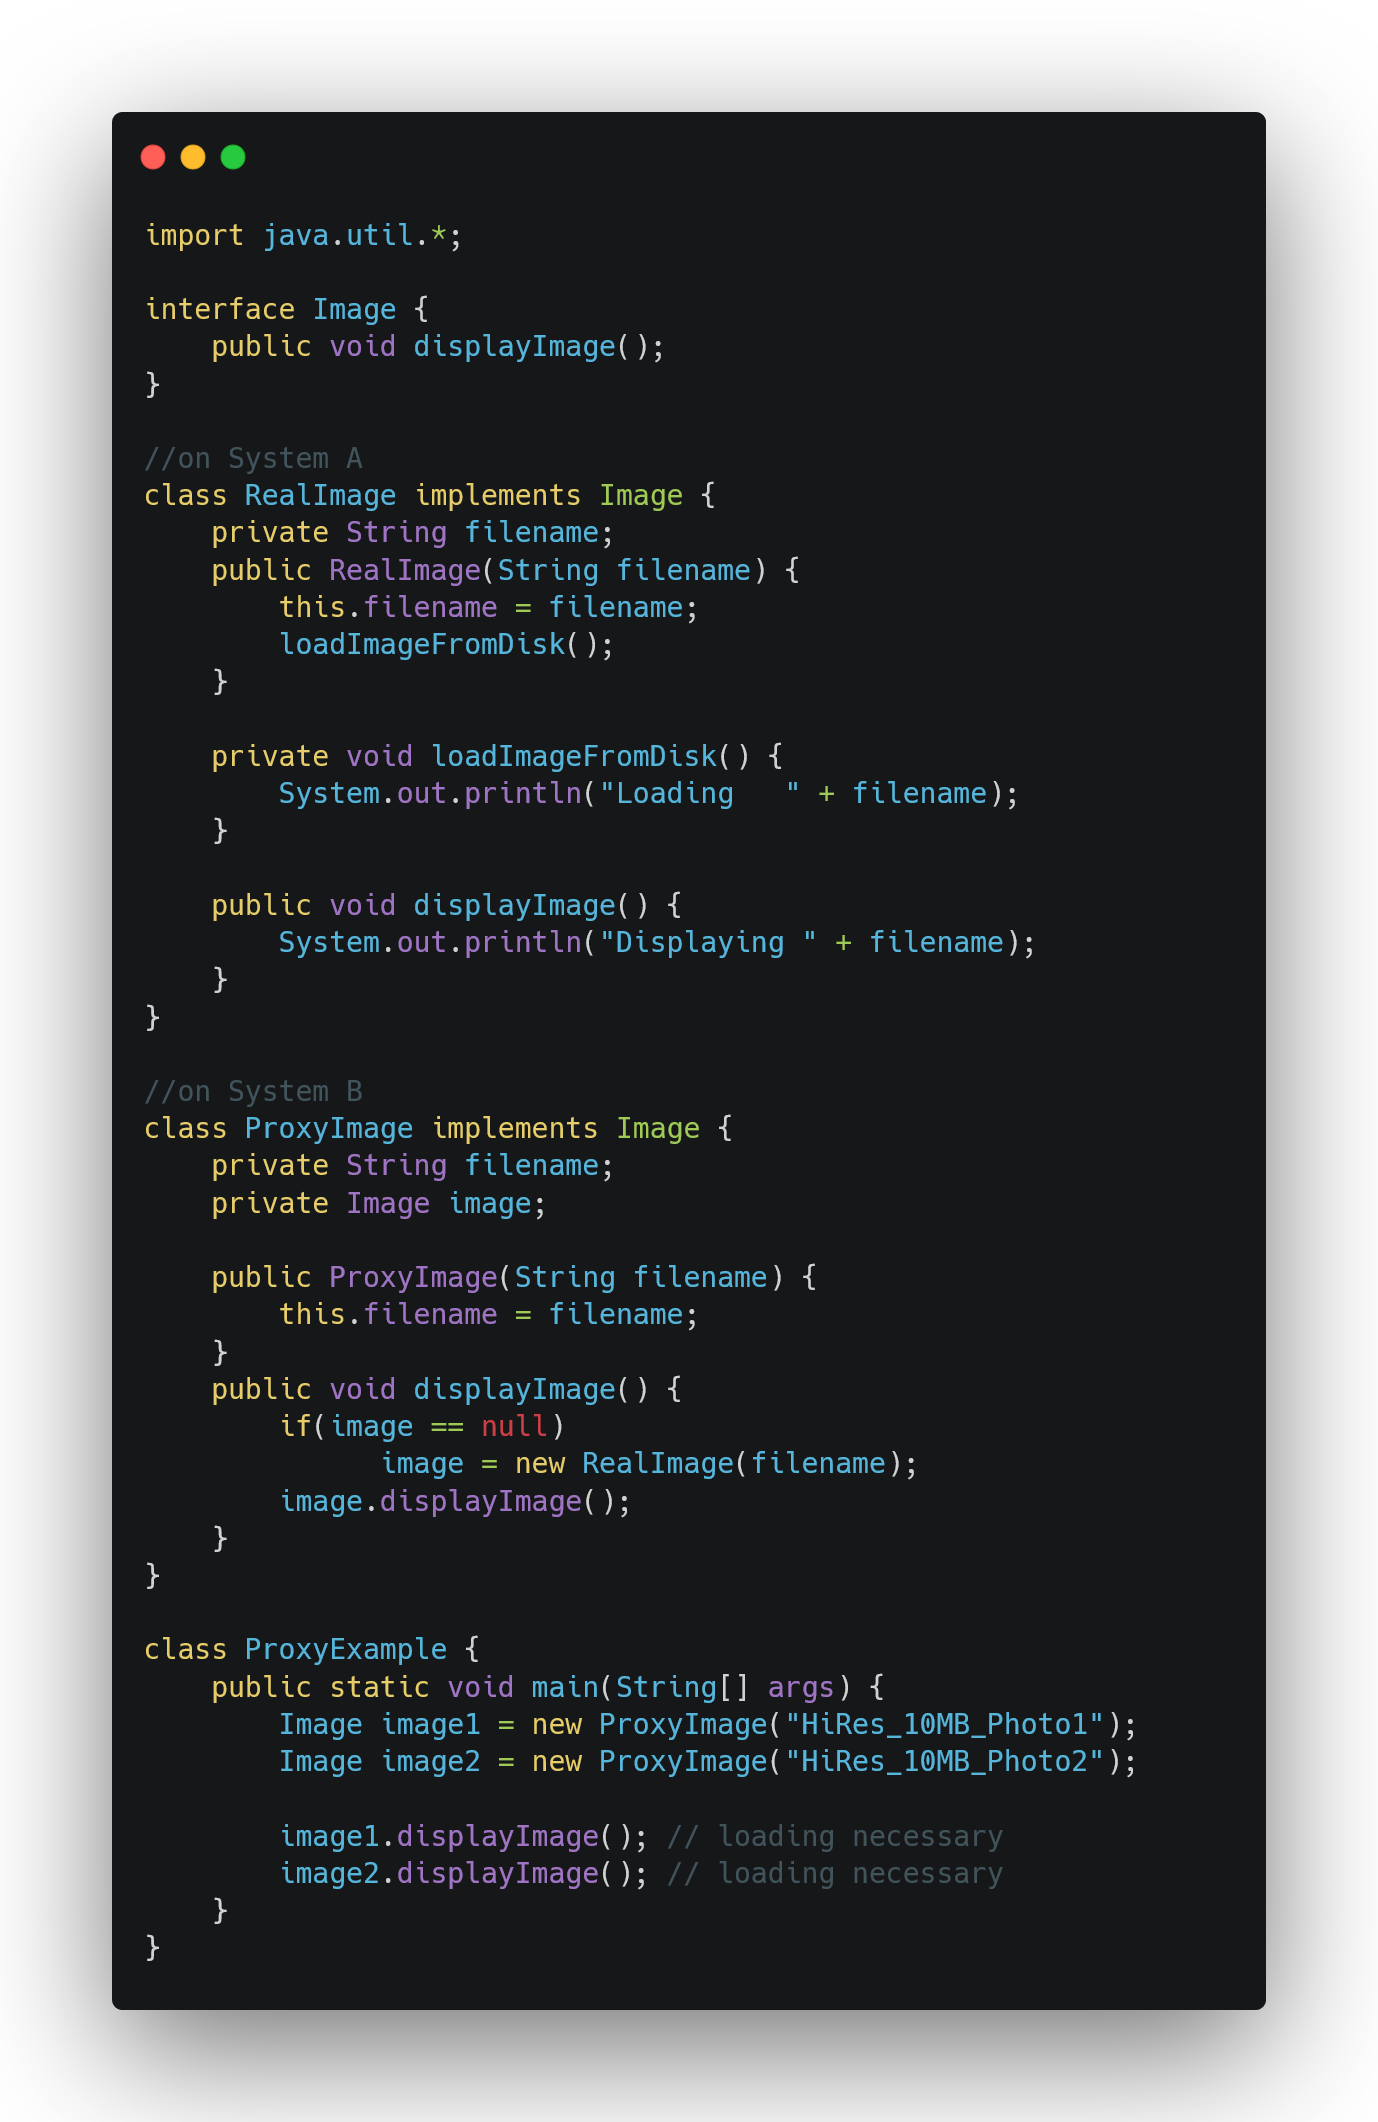 import java.util.*;

interface Image {
    public void displayImage();
}

//on System A
class RealImage implements Image {
    private String filename;
    public RealImage(String filename) {
        this.filename = filename;
        loadImageFromDisk();
    }

    private void loadImageFromDisk() {
        System.out.println("Loading   " + filename);
    }

    public void displayImage() {
        System.out.println("Displaying " + filename);
    }
}

//on System B
class ProxyImage implements Image {
    private String filename;
    private Image image;

    public ProxyImage(String filename) {
        this.filename = filename;
    }
    public void displayImage() {
        if(image == null)
              image = new RealImage(filename);
        image.displayImage();
    }
}

class ProxyExample {
    public static void main(String[] args) {
        Image image1 = new ProxyImage("HiRes_10MB_Photo1");
        Image image2 = new ProxyImage("HiRes_10MB_Photo2");

        image1.displayImage(); // loading necessary
        image2.displayImage(); // loading necessary
    }
}